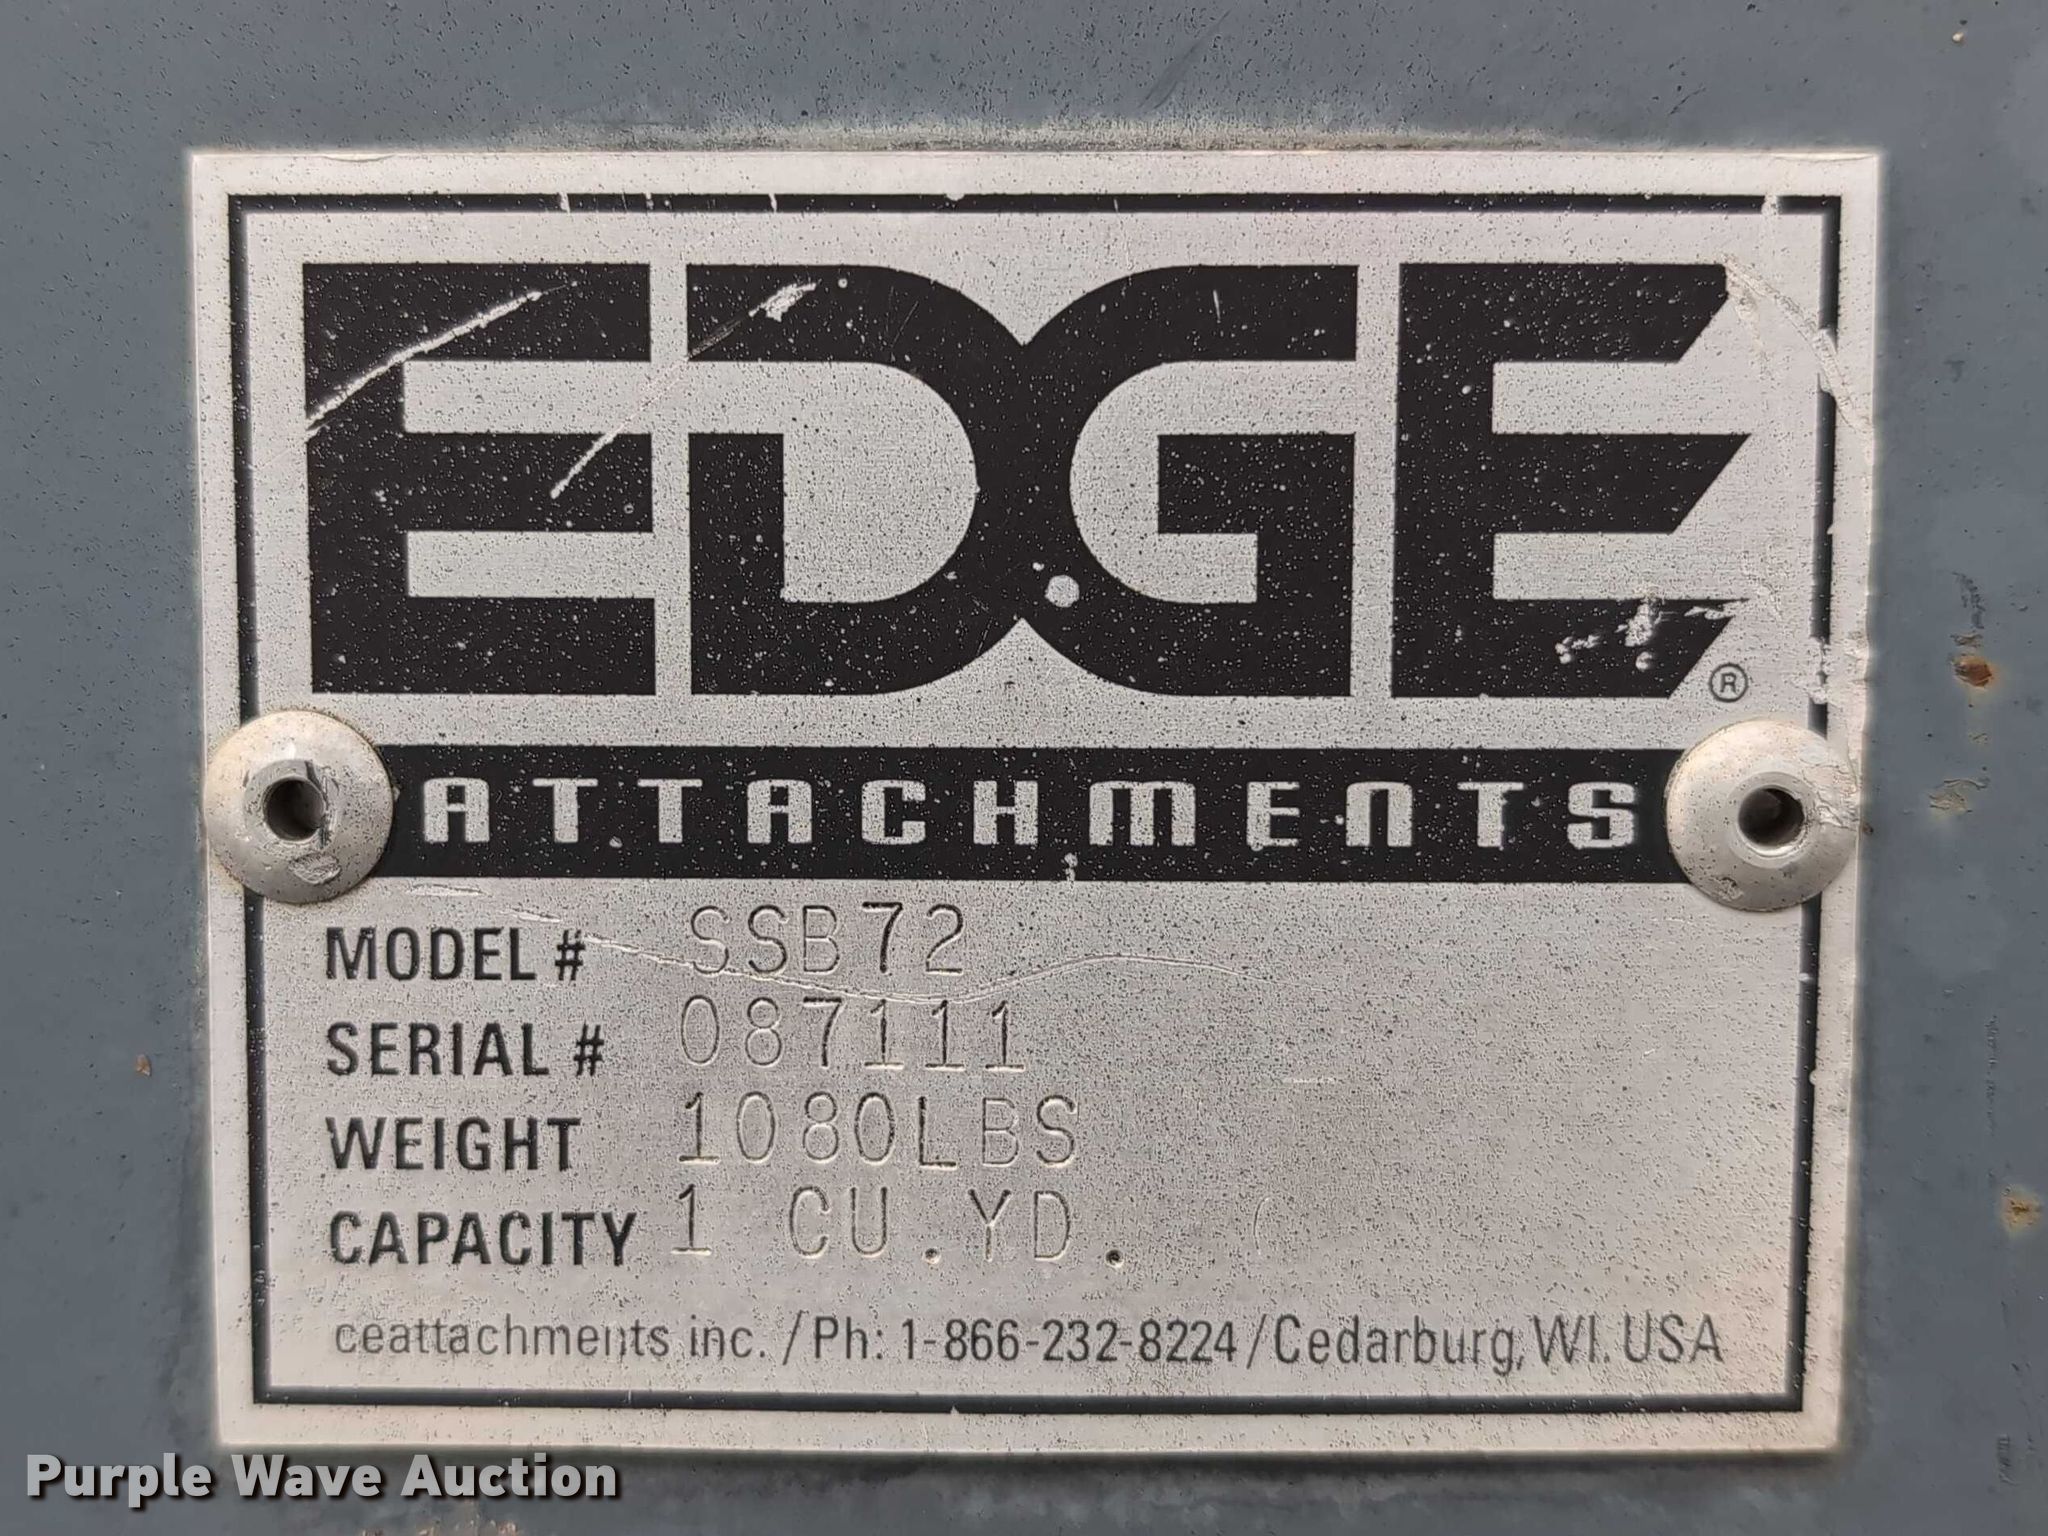 EDGE ®
ATTACHMENTS
MODEL # SSB72
SERIAL # 087111
WEIGHT 1080LBS
CAPACITY 1 CU.YD.
ceattachments inc. / Ph: 1-866-232-8224 / Cedarburg, WI. USA
Purple Wave Auction